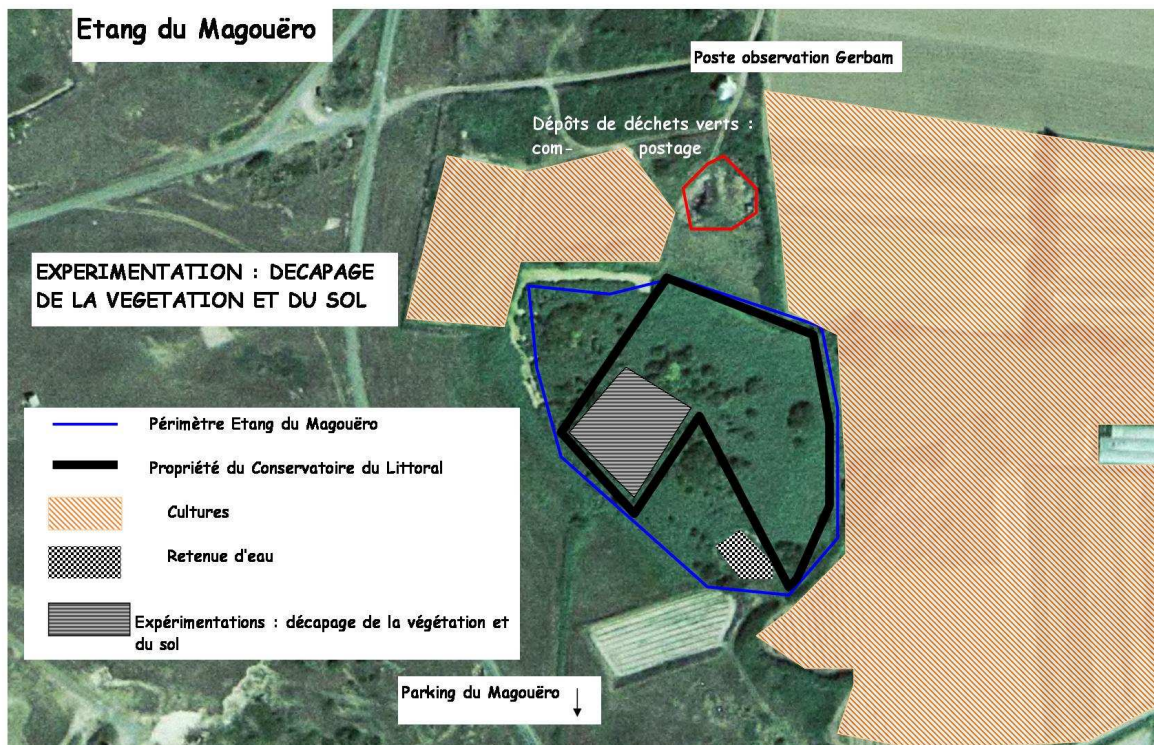 Etang du Magouëro
Poste observation Gerbam
Dépôts de déchets verts :
com- postage
EXPERIMENTATION : DECAPAGE
DE LA VEGETATION ET DU SOL
Périmètre Etang du Magouëro
Propriété du Conservatoire du Littoral
Cultures
Retenue d'eau
Expérimentations : décapage de la végétation et
du sol
Parking du Magouëro